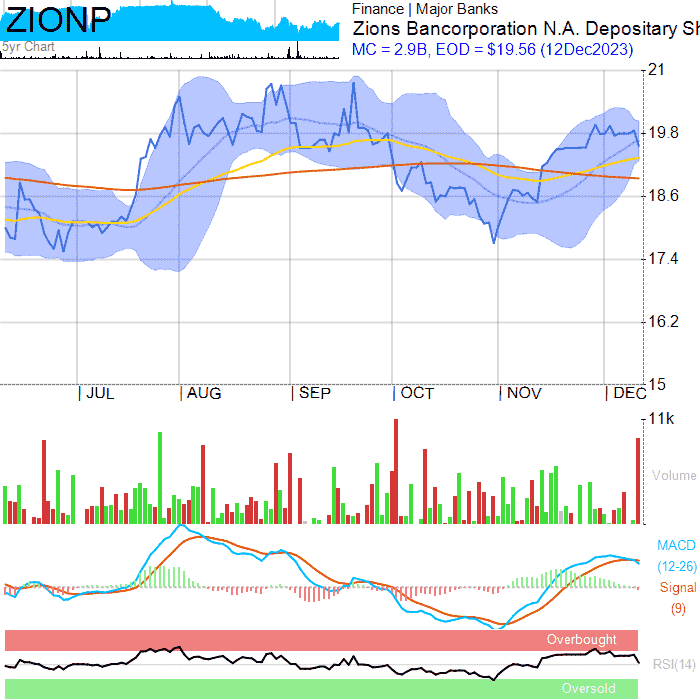 ZIONP
5yr Chart
Finance | Major Banks
Zions Bancorporation N.A. Depositary Sh
MC = 2.9B, EOD = $19.56 (12Dec2023)
21
19.8
18.6
17.4
16.2
15
| JUL | AUG | SEP | OCT | NOV | DEC
11k
Volume
MACD
(12-26)
Signal
(9)
Overbought
RSI(14)
Oversold